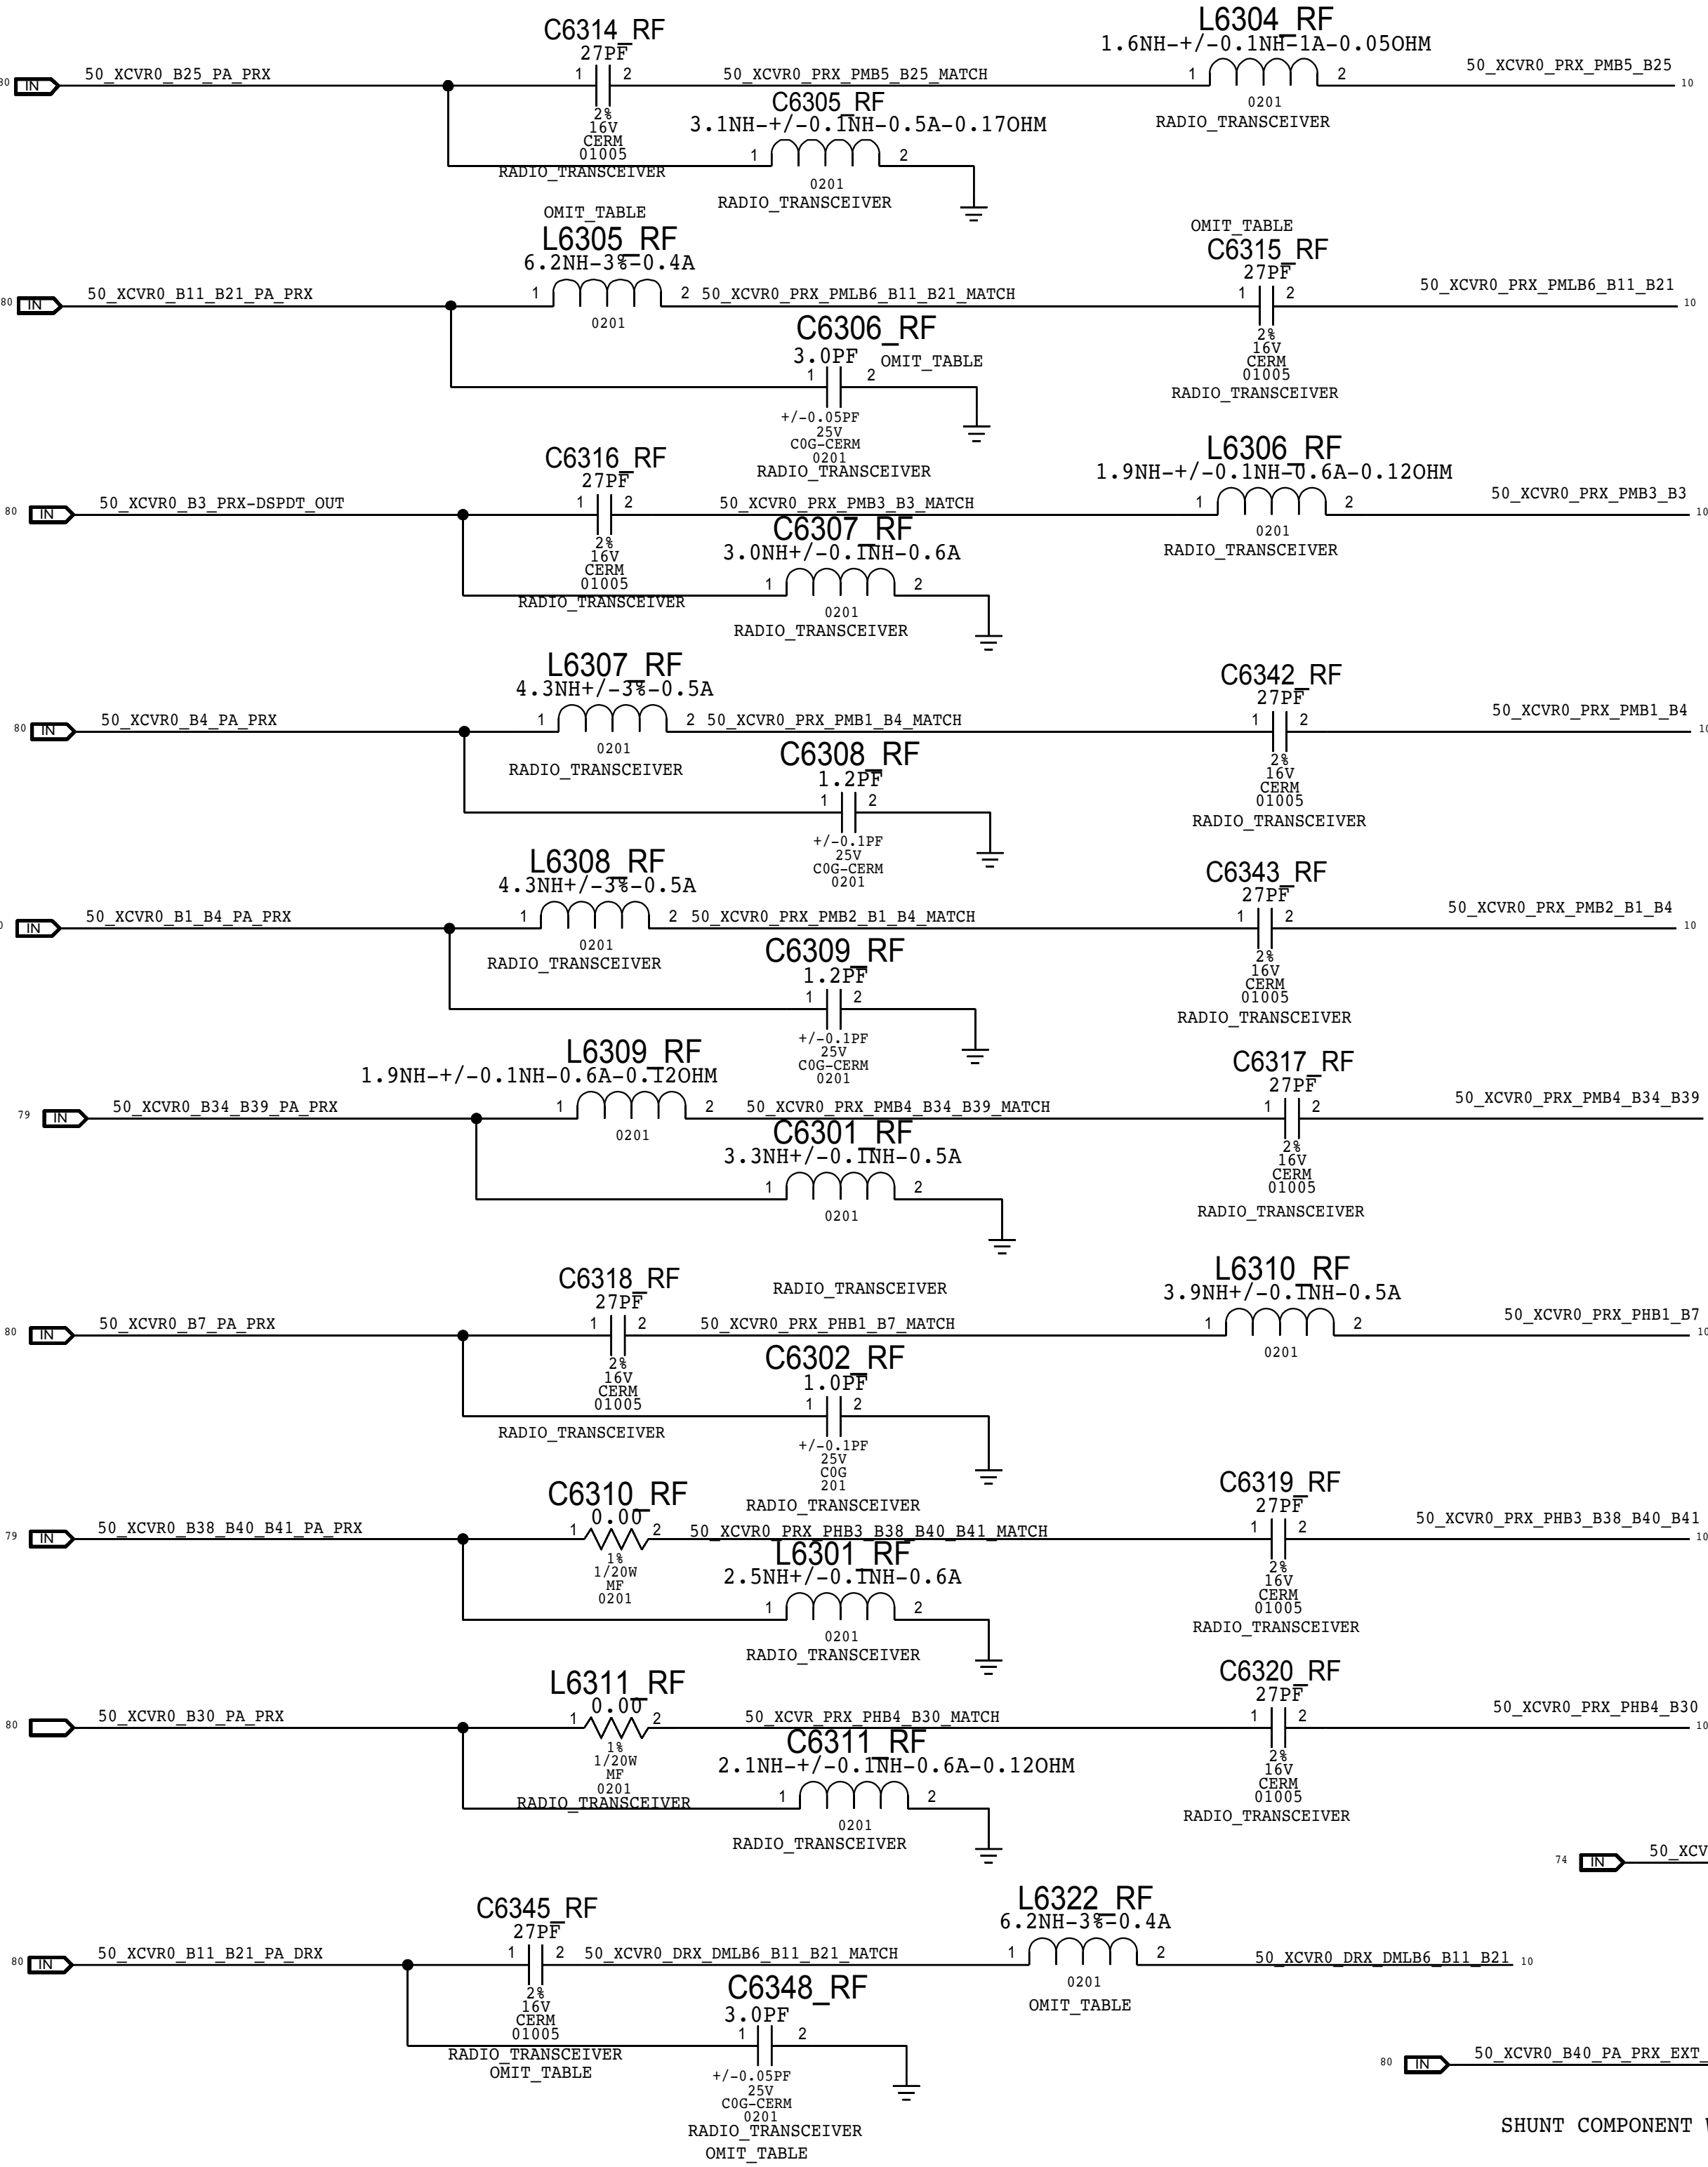 C6314_RF
27PF
80 IN 50_XCVR0_B25_PA_PRX
1 2
50_XCVR0_PRX_PMB5_B25_MATCH
2%
16V
CERM
01005
RADIO_TRANSCEIVER
L6304_RF
1.6NH-+/-0.1NH-1A-0.05OHM
1 2
0201
RADIO_TRANSCEIVER
50_XCVR0_PRX_PMB5_B25
10
C6305_RF
3.1NH-+/-0.1NH-0.5A-0.17OHM
1 2
0201
RADIO_TRANSCEIVER
OMIT_TABLE
L6305_RF
6.2NH-3%-0.4A
80 IN 50_XCVR0_B11_B21_PA_PRX
1 2
50_XCVR0_PRX_PMLB6_B11_B21_MATCH
0201
OMIT_TABLE
C6315_RF
27PF
1 2
2%
16V
CERM
01005
RADIO_TRANSCEIVER
50_XCVR0_PRX_PMLB6_B11_B21
10
C6306_RF
3.0PF
OMIT_TABLE
1 2
+/-0.05PF
25V
C0G-CERM
0201
RADIO_TRANSCEIVER
C6316_RF
27PF
80 IN 50_XCVR0_B3_PRX-DSPDT_OUT
1 2
50_XCVR0_PRX_PMB3_B3_MATCH
2%
16V
CERM
01005
RADIO_TRANSCEIVER
L6306_RF
1.9NH-+/-0.1NH-0.6A-0.12OHM
1 2
0201
RADIO_TRANSCEIVER
50_XCVR0_PRX_PMB3_B3
10
C6307_RF
3.0NH+/-0.1NH-0.6A
1 2
0201
RADIO_TRANSCEIVER
L6307_RF
4.3NH+/-3%-0.5A
80 IN 50_XCVR0_B4_PA_PRX
1 2
50_XCVR0_PRX_PMB1_B4_MATCH
0201
RADIO_TRANSCEIVER
C6342_RF
27PF
1 2
2%
16V
CERM
01005
RADIO_TRANSCEIVER
50_XCVR0_PRX_PMB1_B4
10
C6308_RF
1.2PF
1 2
+/-0.1PF
25V
C0G-CERM
0201
L6308_RF
4.3NH+/-3%-0.5A
IN 50_XCVR0_B1_B4_PA_PRX
1 2
50_XCVR0_PRX_PMB2_B1_B4_MATCH
0201
RADIO_TRANSCEIVER
C6343_RF
27PF
1 2
2%
16V
CERM
01005
RADIO_TRANSCEIVER
50_XCVR0_PRX_PMB2_B1_B4
10
C6309_RF
1.2PF
1 2
+/-0.1PF
25V
C0G-CERM
0201
L6309_RF
1.9NH-+/-0.1NH-0.6A-0.12OHM
79 IN 50_XCVR0_B34_B39_PA_PRX
1 2
50_XCVR0_PRX_PMB4_B34_B39_MATCH
0201
C6317_RF
27PF
1 2
2%
16V
CERM
01005
RADIO_TRANSCEIVER
50_XCVR0_PRX_PMB4_B34_B39
C6301_RF
3.3NH+/-0.1NH-0.5A
1 2
0201
C6318_RF
27PF
RADIO_TRANSCEIVER
80 IN 50_XCVR0_B7_PA_PRX
1 2
50_XCVR0_PRX_PHB1_B7_MATCH
2%
16V
CERM
01005
RADIO_TRANSCEIVER
L6310_RF
3.9NH+/-0.1NH-0.5A
1 2
0201
50_XCVR0_PRX_PHB1_B7
10
C6302_RF
1.0PF
1 2
+/-0.1PF
25V
C0G
201
RADIO_TRANSCEIVER
C6310_RF
0.00
79 IN 50_XCVR0_B38_B40_B41_PA_PRX
1 2
50_XCVR0_PRX_PHB3_B38_B40_B41_MATCH
1%
1/20W
MF
0201
C6319_RF
27PF
1 2
2%
16V
CERM
01005
RADIO_TRANSCEIVER
50_XCVR0_PRX_PHB3_B38_B40_B41
10
L6301_RF
2.5NH+/-0.1NH-0.6A
1 2
0201
RADIO_TRANSCEIVER
L6311_RF
0.00
80 50_XCVR0_B30_PA_PRX
1 2
50_XCVR_PRX_PHB4_B30_MATCH
1%
1/20W
MF
0201
RADIO_TRANSCEIVER
C6320_RF
27PF
1 2
2%
16V
CERM
01005
RADIO_TRANSCEIVER
50_XCVR0_PRX_PHB4_B30
10
C6311_RF
2.1NH-+/-0.1NH-0.6A-0.12OHM
1 2
0201
RADIO_TRANSCEIVER
74 IN 50_XCV
C6345_RF
27PF
80 IN 50_XCVR0_B11_B21_PA_DRX
1 2
50_XCVR0_DRX_DMLB6_B11_B21_MATCH
2%
16V
CERM
01005
RADIO_TRANSCEIVER
OMIT_TABLE
L6322_RF
6.2NH-3%-0.4A
1 2
0201
OMIT_TABLE
50_XCVR0_DRX_DMLB6_B11_B21
10
C6348_RF
3.0PF
1 2
+/-0.05PF
25V
C0G-CERM
0201
RADIO_TRANSCEIVER
OMIT_TABLE
80 IN 50_XCVR0_B40_PA_PRX_EXT_
SHUNT COMPONENT